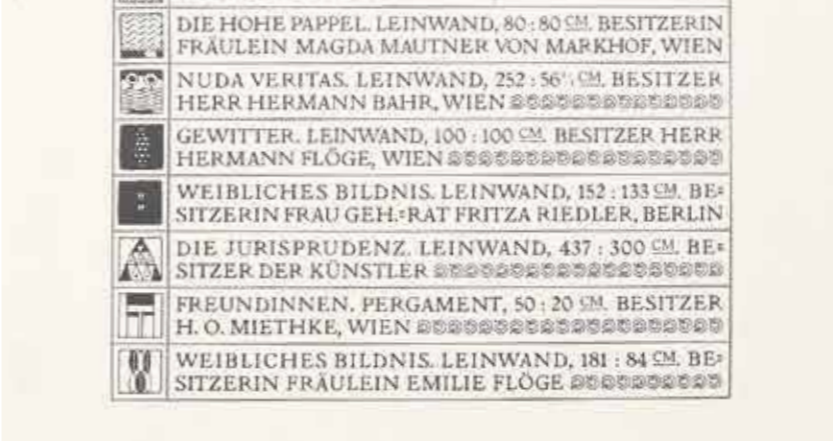 DIE HOHE PAPPEL. LEINWAND, 80 : 80 CM. BESITZERIN
FRÄULEIN MAGDA MAUTNER VON MARKHOF, WIEN
NUDA VERITAS. LEINWAND, 252 : 56 CM. BESITZER
HERR HERMANN BAHR, WIEN
GEWITTER. LEINWAND, 100 : 100 CM. BESITZER HERR
HERMANN FLÖGE, WIEN
WEIBLICHES BILDNIS. LEINWAND, 152 : 133 CM. BE=
SITZERIN FRAU GEH.=RAT FRITZA RIEDLER, BERLIN
DIE JURISPRUDENZ. LEINWAND, 437 : 300 CM. BE=
SITZER DER KÜNSTLER
FREUNDINNEN. PERGAMENT, 50 : 20 CM. BESITZER
H. O. MIETHKE, WIEN
WEIBLICHES BILDNIS. LEINWAND, 181 : 84 CM. BE=
SITZERIN FRÄULEIN EMILIE FLÖGE